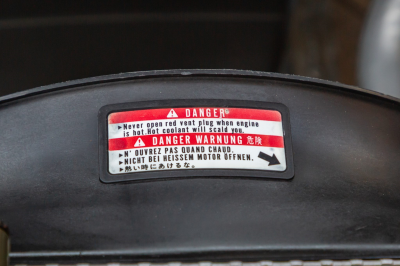 ⚠ DANGER
▶Never open red vent plug when engine
is hot.Hot coolant will scald you.
⚠ DANGER WARNUNG 危険
▶N'OUVREZ PAS QUAND CHAUD.
▶NICHT BEI HEISSEM MOTOR ÖFFNEN.
▶熱い時にあけるな。